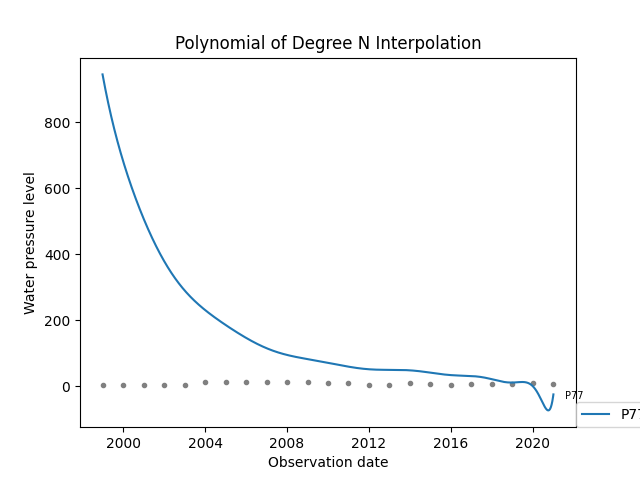 Polynomial of Degree N Interpolation
Water pressure level
800
600
400
200
0
P77
P77
2000 2004 2008 2012 2016 2020
Observation date